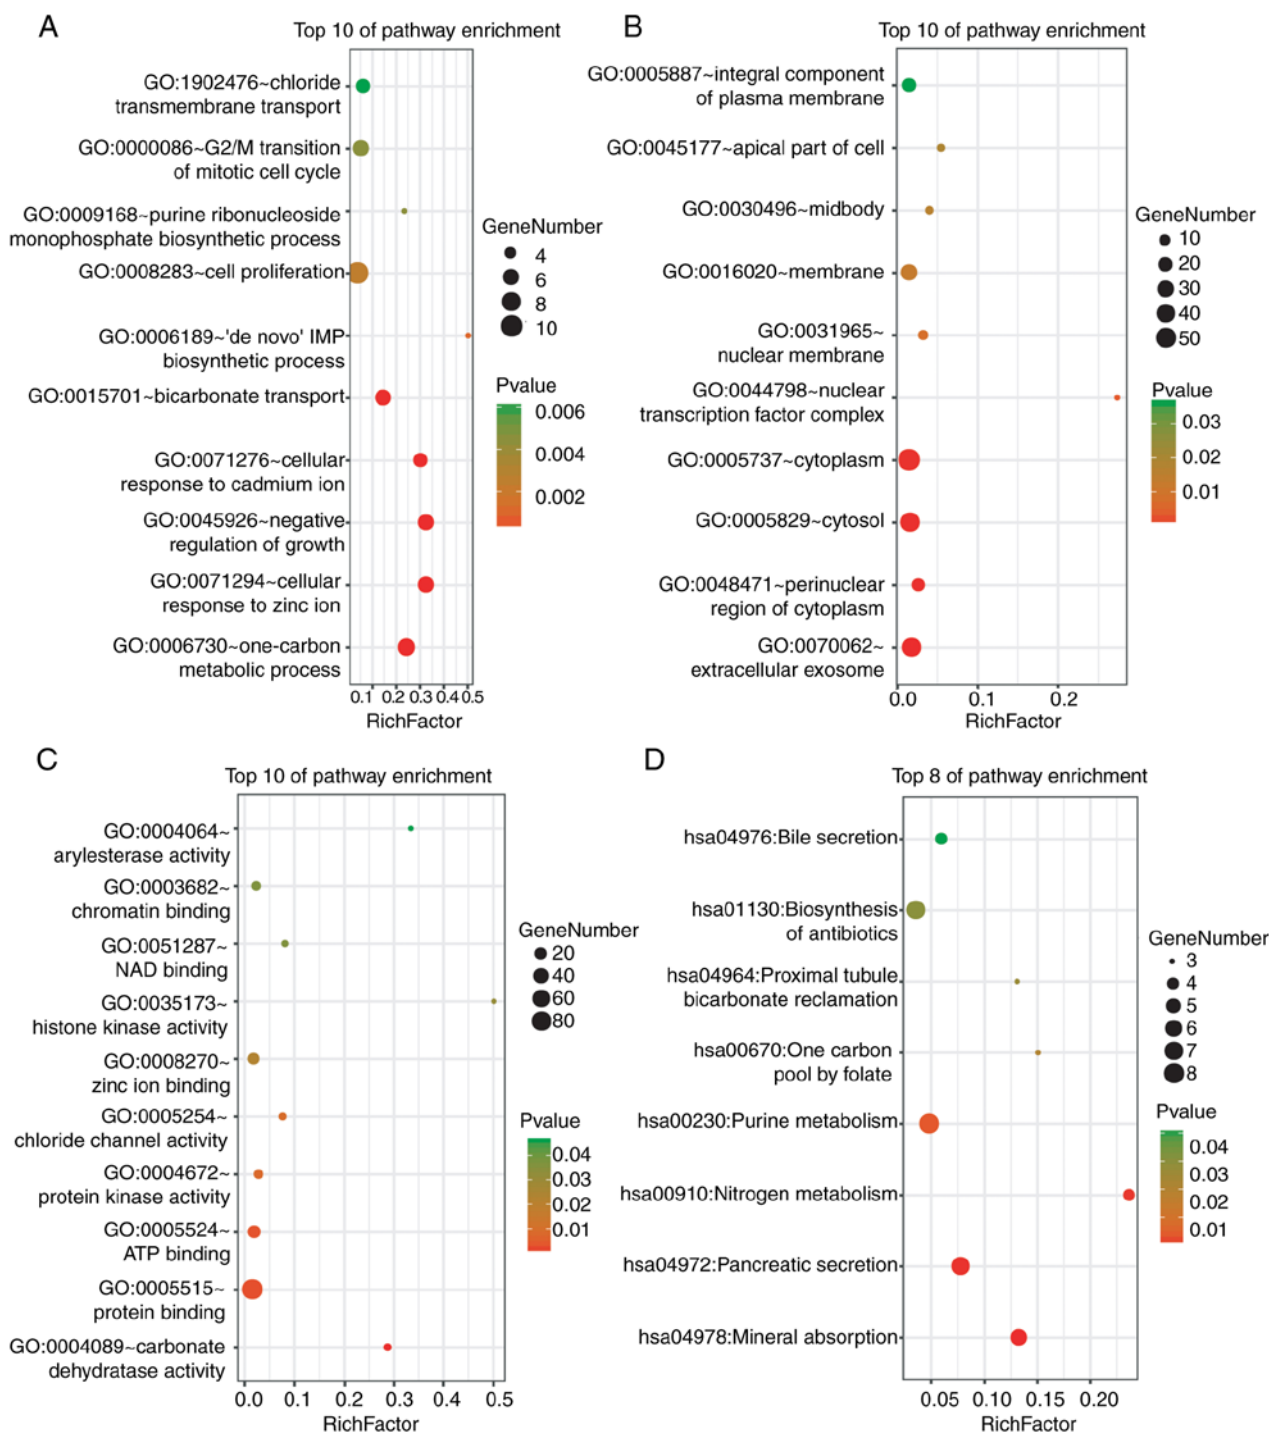 A
Top 10 of pathway enrichment
GO:1902476~chloride
transmembrane transport
GO:0000086~G2/M transition
of mitotic cell cycle
GO:0009168~purine ribonucleoside
monophosphate biosynthetic process
GO:0008283~cell proliferation
GO:0006189~'de novo' IMP
biosynthetic process
GO:0015701~bicarbonate transport
GO:0071276~cellular
response to cadmium ion
GO:0045926~negative
regulation of growth
GO:0071294~cellular
response to zinc ion
GO:0006730~one-carbon
metabolic process
0.1 0.2 0.3 0.4 0.5
RichFactor
GeneNumber
4
6
8
10
Pvalue
0.006
0.004
0.002
B
Top 10 of pathway enrichment
GO:0005887~integral component
of plasma membrane
GO:0045177~apical part of cell
GO:0030496~midbody
GO:0016020~membrane
GO:0031965~
nuclear membrane
GO:0044798~nuclear
transcription factor complex
GO:0005737~cytoplasm
GO:0005829~cytosol
GO:0048471~perinuclear
region of cytoplasm
GO:0070062~
extracellular exosome
0.0 0.1 0.2
RichFactor
GeneNumber
10
20
30
40
50
Pvalue
0.03
0.02
0.01
C
Top 10 of pathway enrichment
GO:0004064~
arylesterase activity
GO:0003682~
chromatin binding
GO:0051287~
NAD binding
GO:0035173~
histone kinase activity
GO:0008270~
zinc ion binding
GO:0005254~
chloride channel activity
GO:0004672~
protein kinase activity
GO:0005524~
ATP binding
GO:0005515~
protein binding
GO:0004089~carbonate
dehydratase activity
0.0 0.1 0.2 0.3 0.4 0.5
RichFactor
GeneNumber
20
40
60
80
Pvalue
0.04
0.03
0.02
0.01
D
Top 8 of pathway enrichment
hsa04976:Bile secretion
hsa01130:Biosynthesis
of antibiotics
hsa04964:Proximal tubule
bicarbonate reclamation
hsa00670:One carbon
pool by folate
hsa00230:Purine metabolism
hsa00910:Nitrogen metabolism
hsa04972:Pancreatic secretion
hsa04978:Mineral absorption
0.05 0.10 0.15 0.20
RichFactor
GeneNumber
3
4
5
6
7
8
Pvalue
0.04
0.03
0.02
0.01